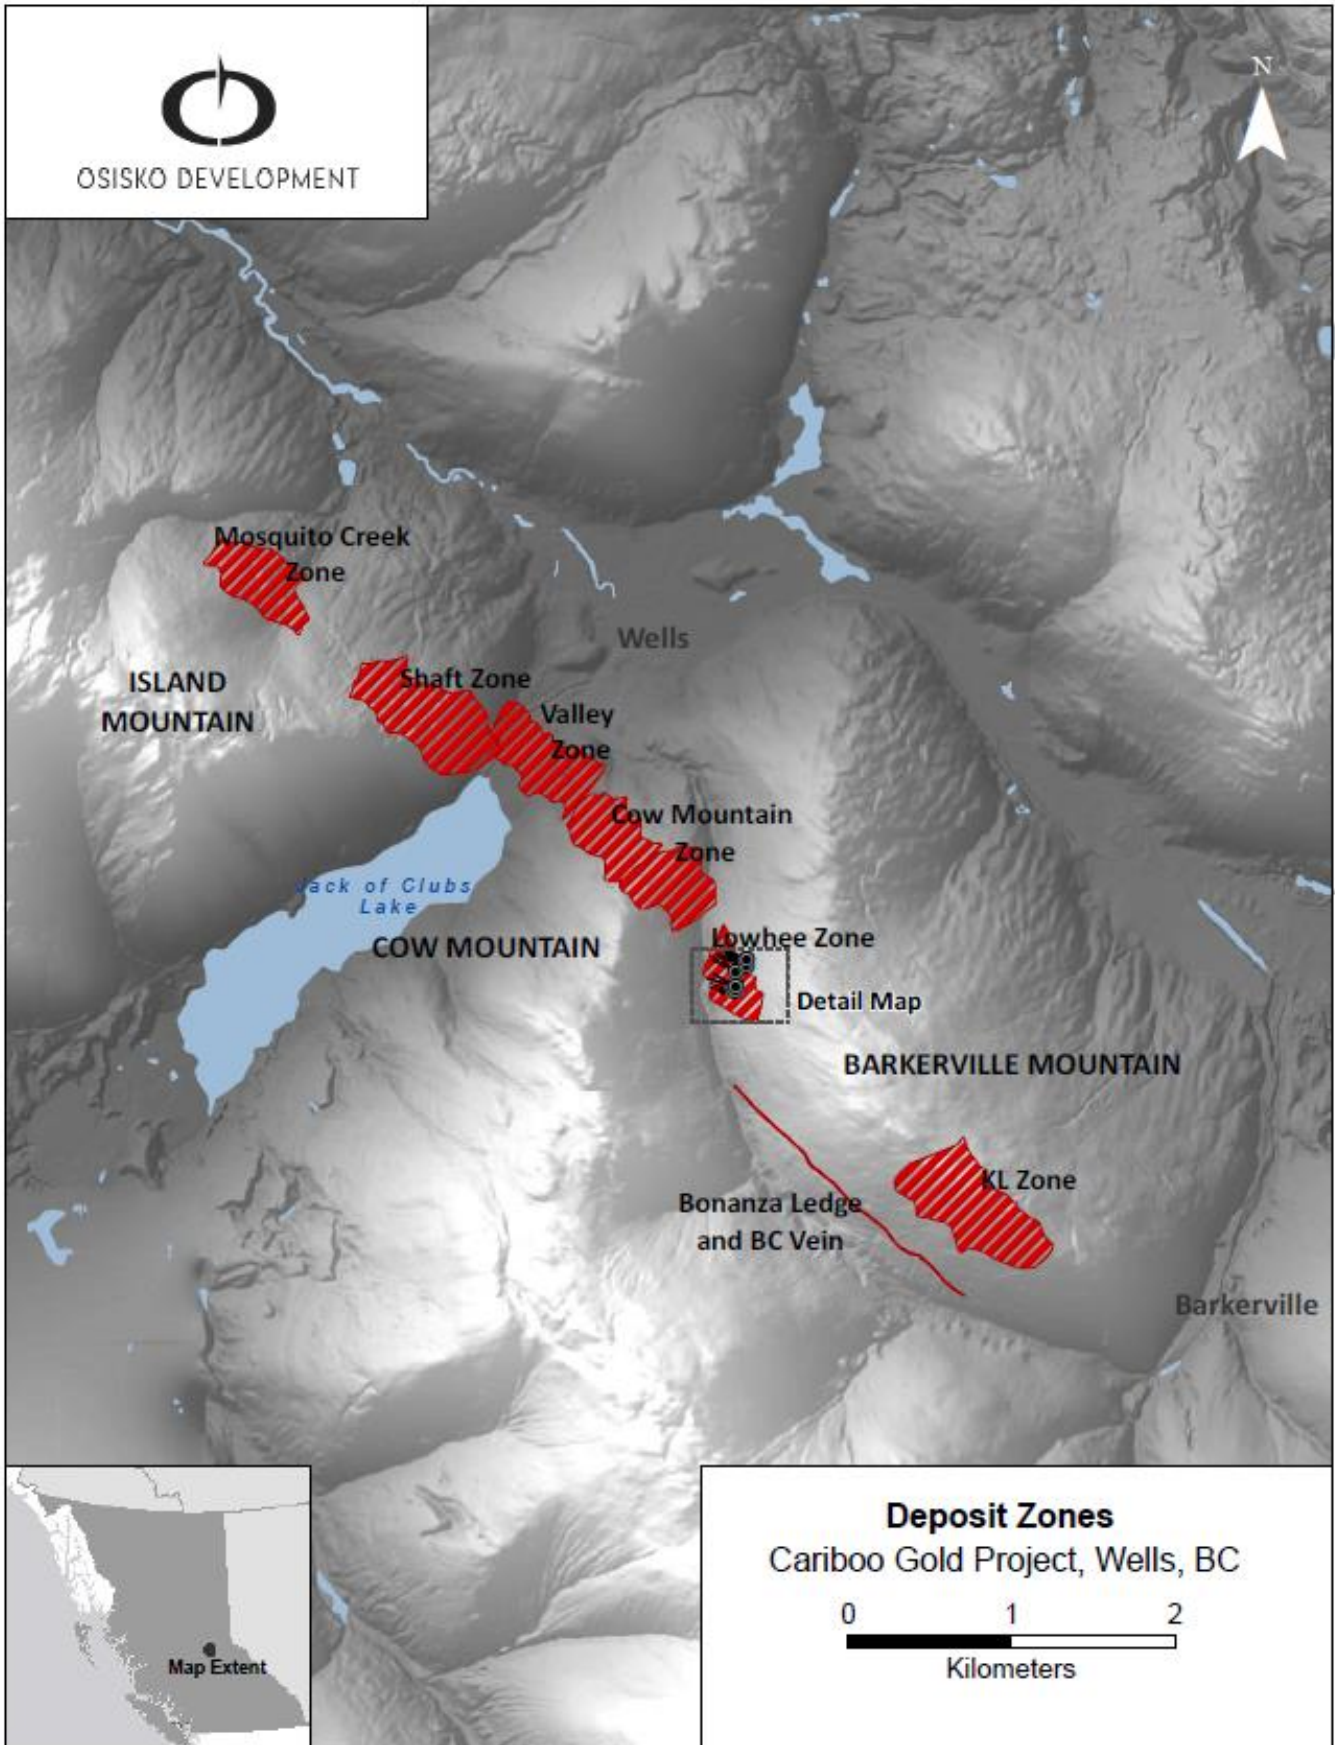 OSISKO DEVELOPMENT
N
Mosquito Creek
Zone
Wells
ISLAND
MOUNTAIN
Shaft Zone
Valley
Zone
Cow Mountain
Zone
Jack of Clubs
Lake
COW MOUNTAIN
Lowhee Zone
Detail Map
BARKERVILLE MOUNTAIN
KL Zone
Bonanza Ledge
and BC Vein
Barkerville
Map Extent
Deposit Zones
Cariboo Gold Project, Wells, BC
0 1 2
Kilometers